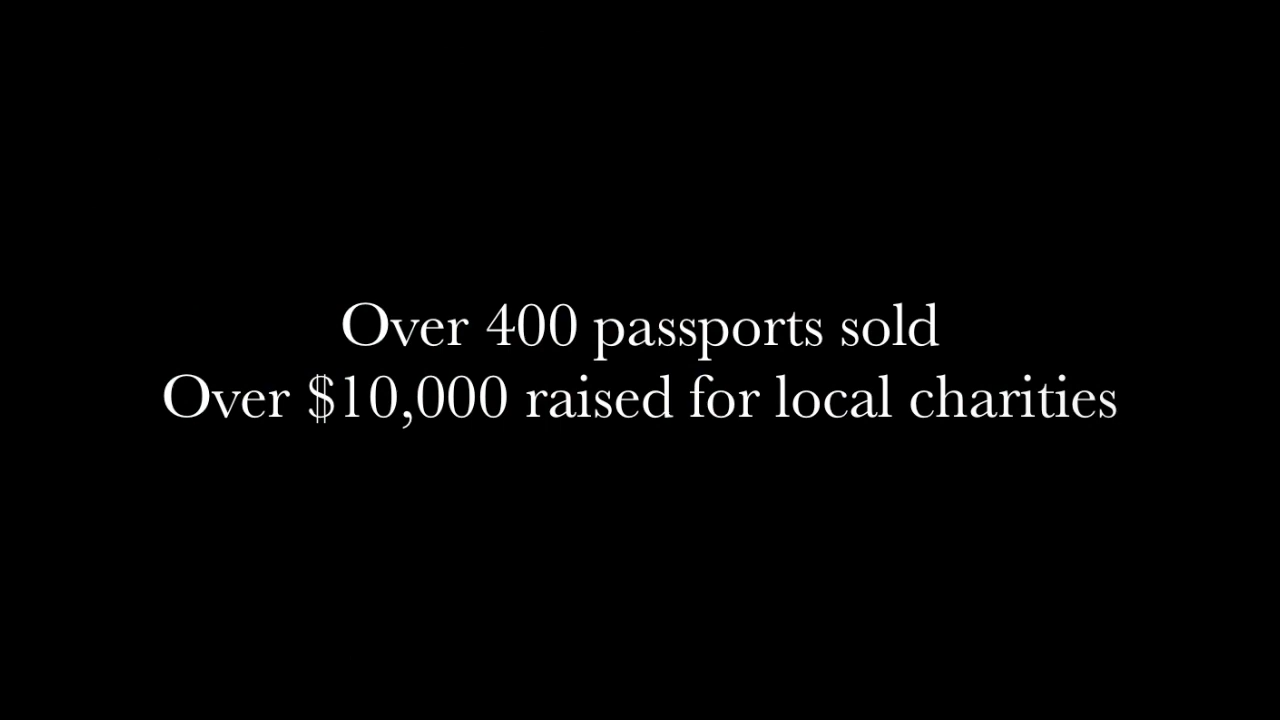 Over 400 passports sold
Over $10,000 raised for local charities